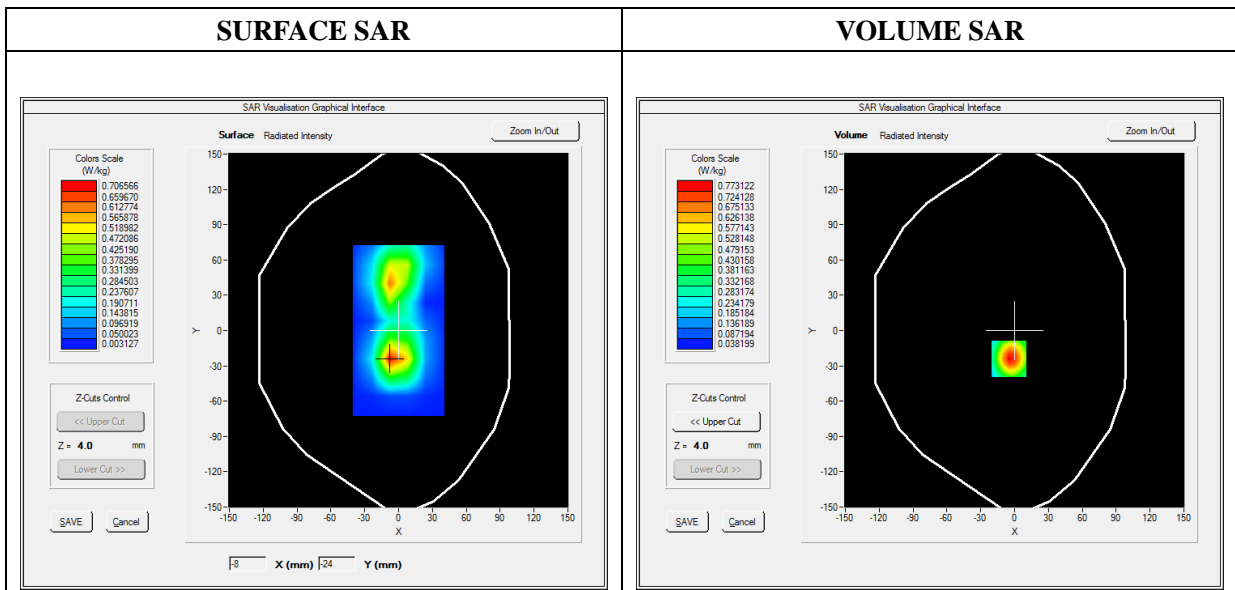 SURFACE SAR
VOLUME SAR
SAR Visualisation Graphical Interface
Surface Radiated Intensity
Zoom In/Out
Colors Scale
(W/kg)
0.706566
0.659670
0.612774
0.565878
0.518982
0.472086
0.425190
0.378295
0.331399
0.284503
0.237607
0.190711
0.143815
0.096919
0.050023
0.003127
Z-Cuts Control
<< Upper Cut
Z = 4.0 mm
Lower Cut >>
SAVE
Cancel
150
120
90
60
30
0
-30
-60
-90
-120
-150
Y
-150 -120 -90 -60 -30 0 30 60 90 120 150
X
-8 X (mm) -24 Y (mm)
SAR Visualisation Graphical Interface
Volume Radiated Intensity
Zoom In/Out
Colors Scale
(W/kg)
0.773122
0.724128
0.675133
0.626138
0.577143
0.528148
0.479153
0.430158
0.381163
0.332168
0.283174
0.234179
0.185184
0.136189
0.087194
0.038199
Z-Cuts Control
<< Upper Cut
Z = 4.0 mm
Lower Cut >>
SAVE
Cancel
150
120
90
60
30
0
-30
-60
-90
-120
-150
Y
-150 -120 -90 -60 -30 0 30 60 90 120 150
X